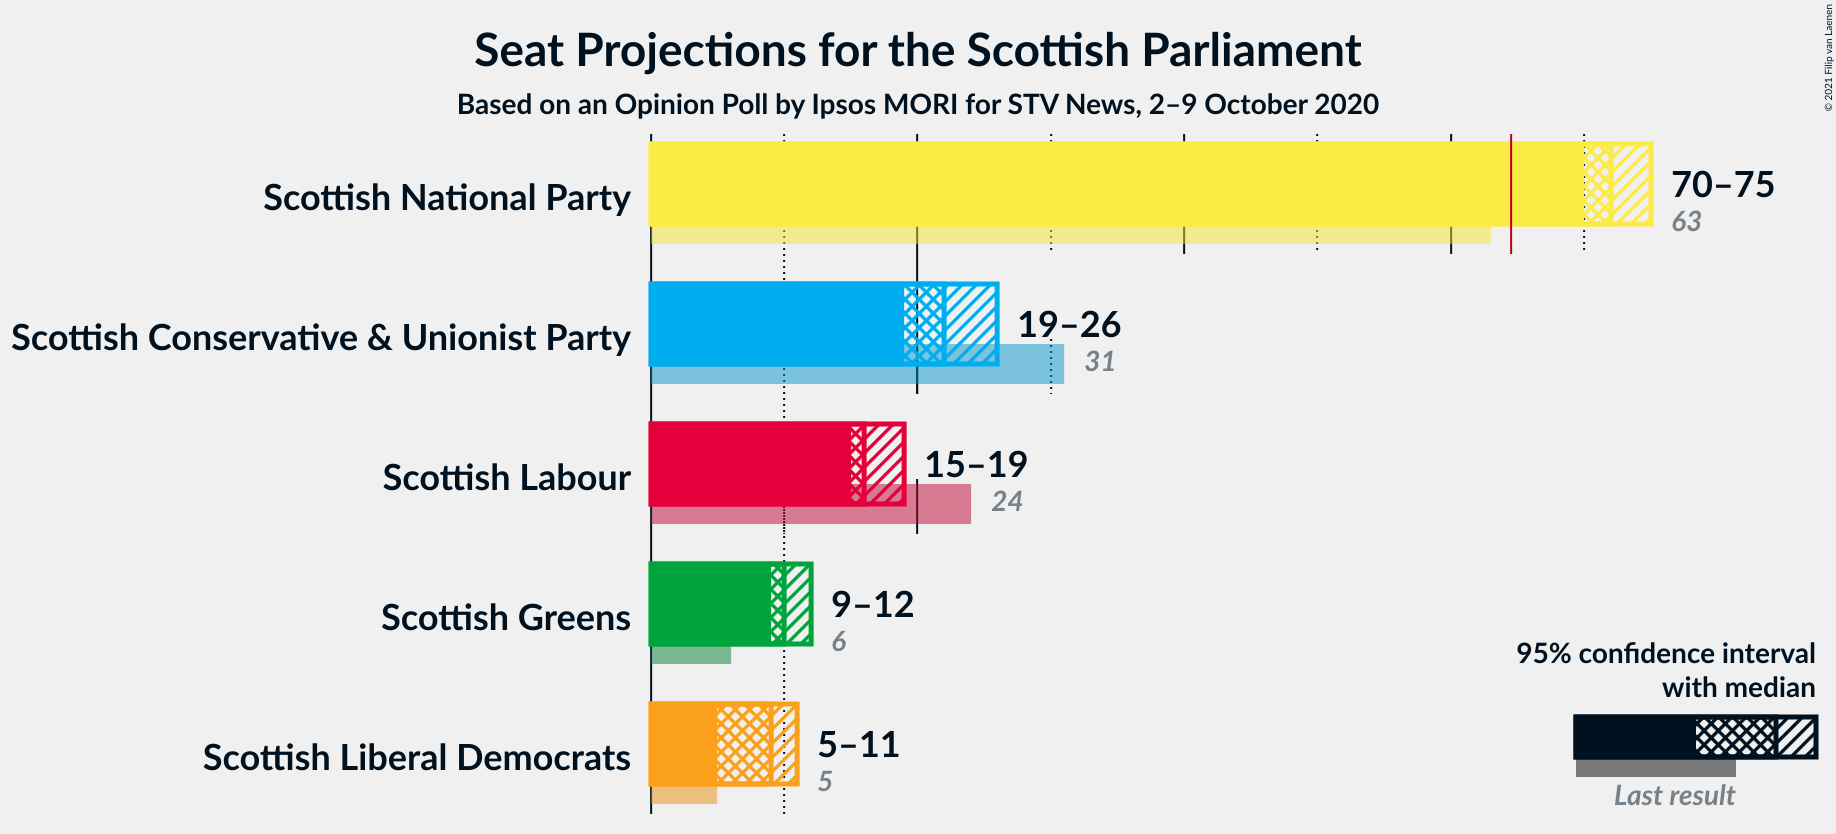 Seat Projections for the Scottish Parliament
Based on an Opinion Poll by Ipsos MORI for STV News, 2–9 October 2020
© 2021 Filip van Laenen
Scottish National Party
70–75
63
Scottish Conservative & Unionist Party
19–26
31
Scottish Labour
15–19
24
Scottish Greens
9–12
6
Scottish Liberal Democrats
5–11
5
95% confidence interval
with median
Last result